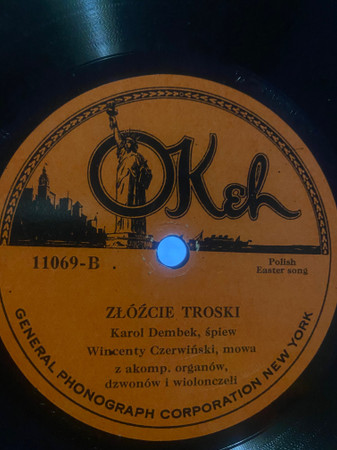 OKeh
11069-B
Polish
Easter song
ZŁÓŹCIE TROSKI
Karol Dembek, śpiew
Wincenty Czerwiński, mowa
z akomp. organów,
dzwonów i wiolonczeli
GENERAL PHONOGRAPH CORPORATION NEW YORK